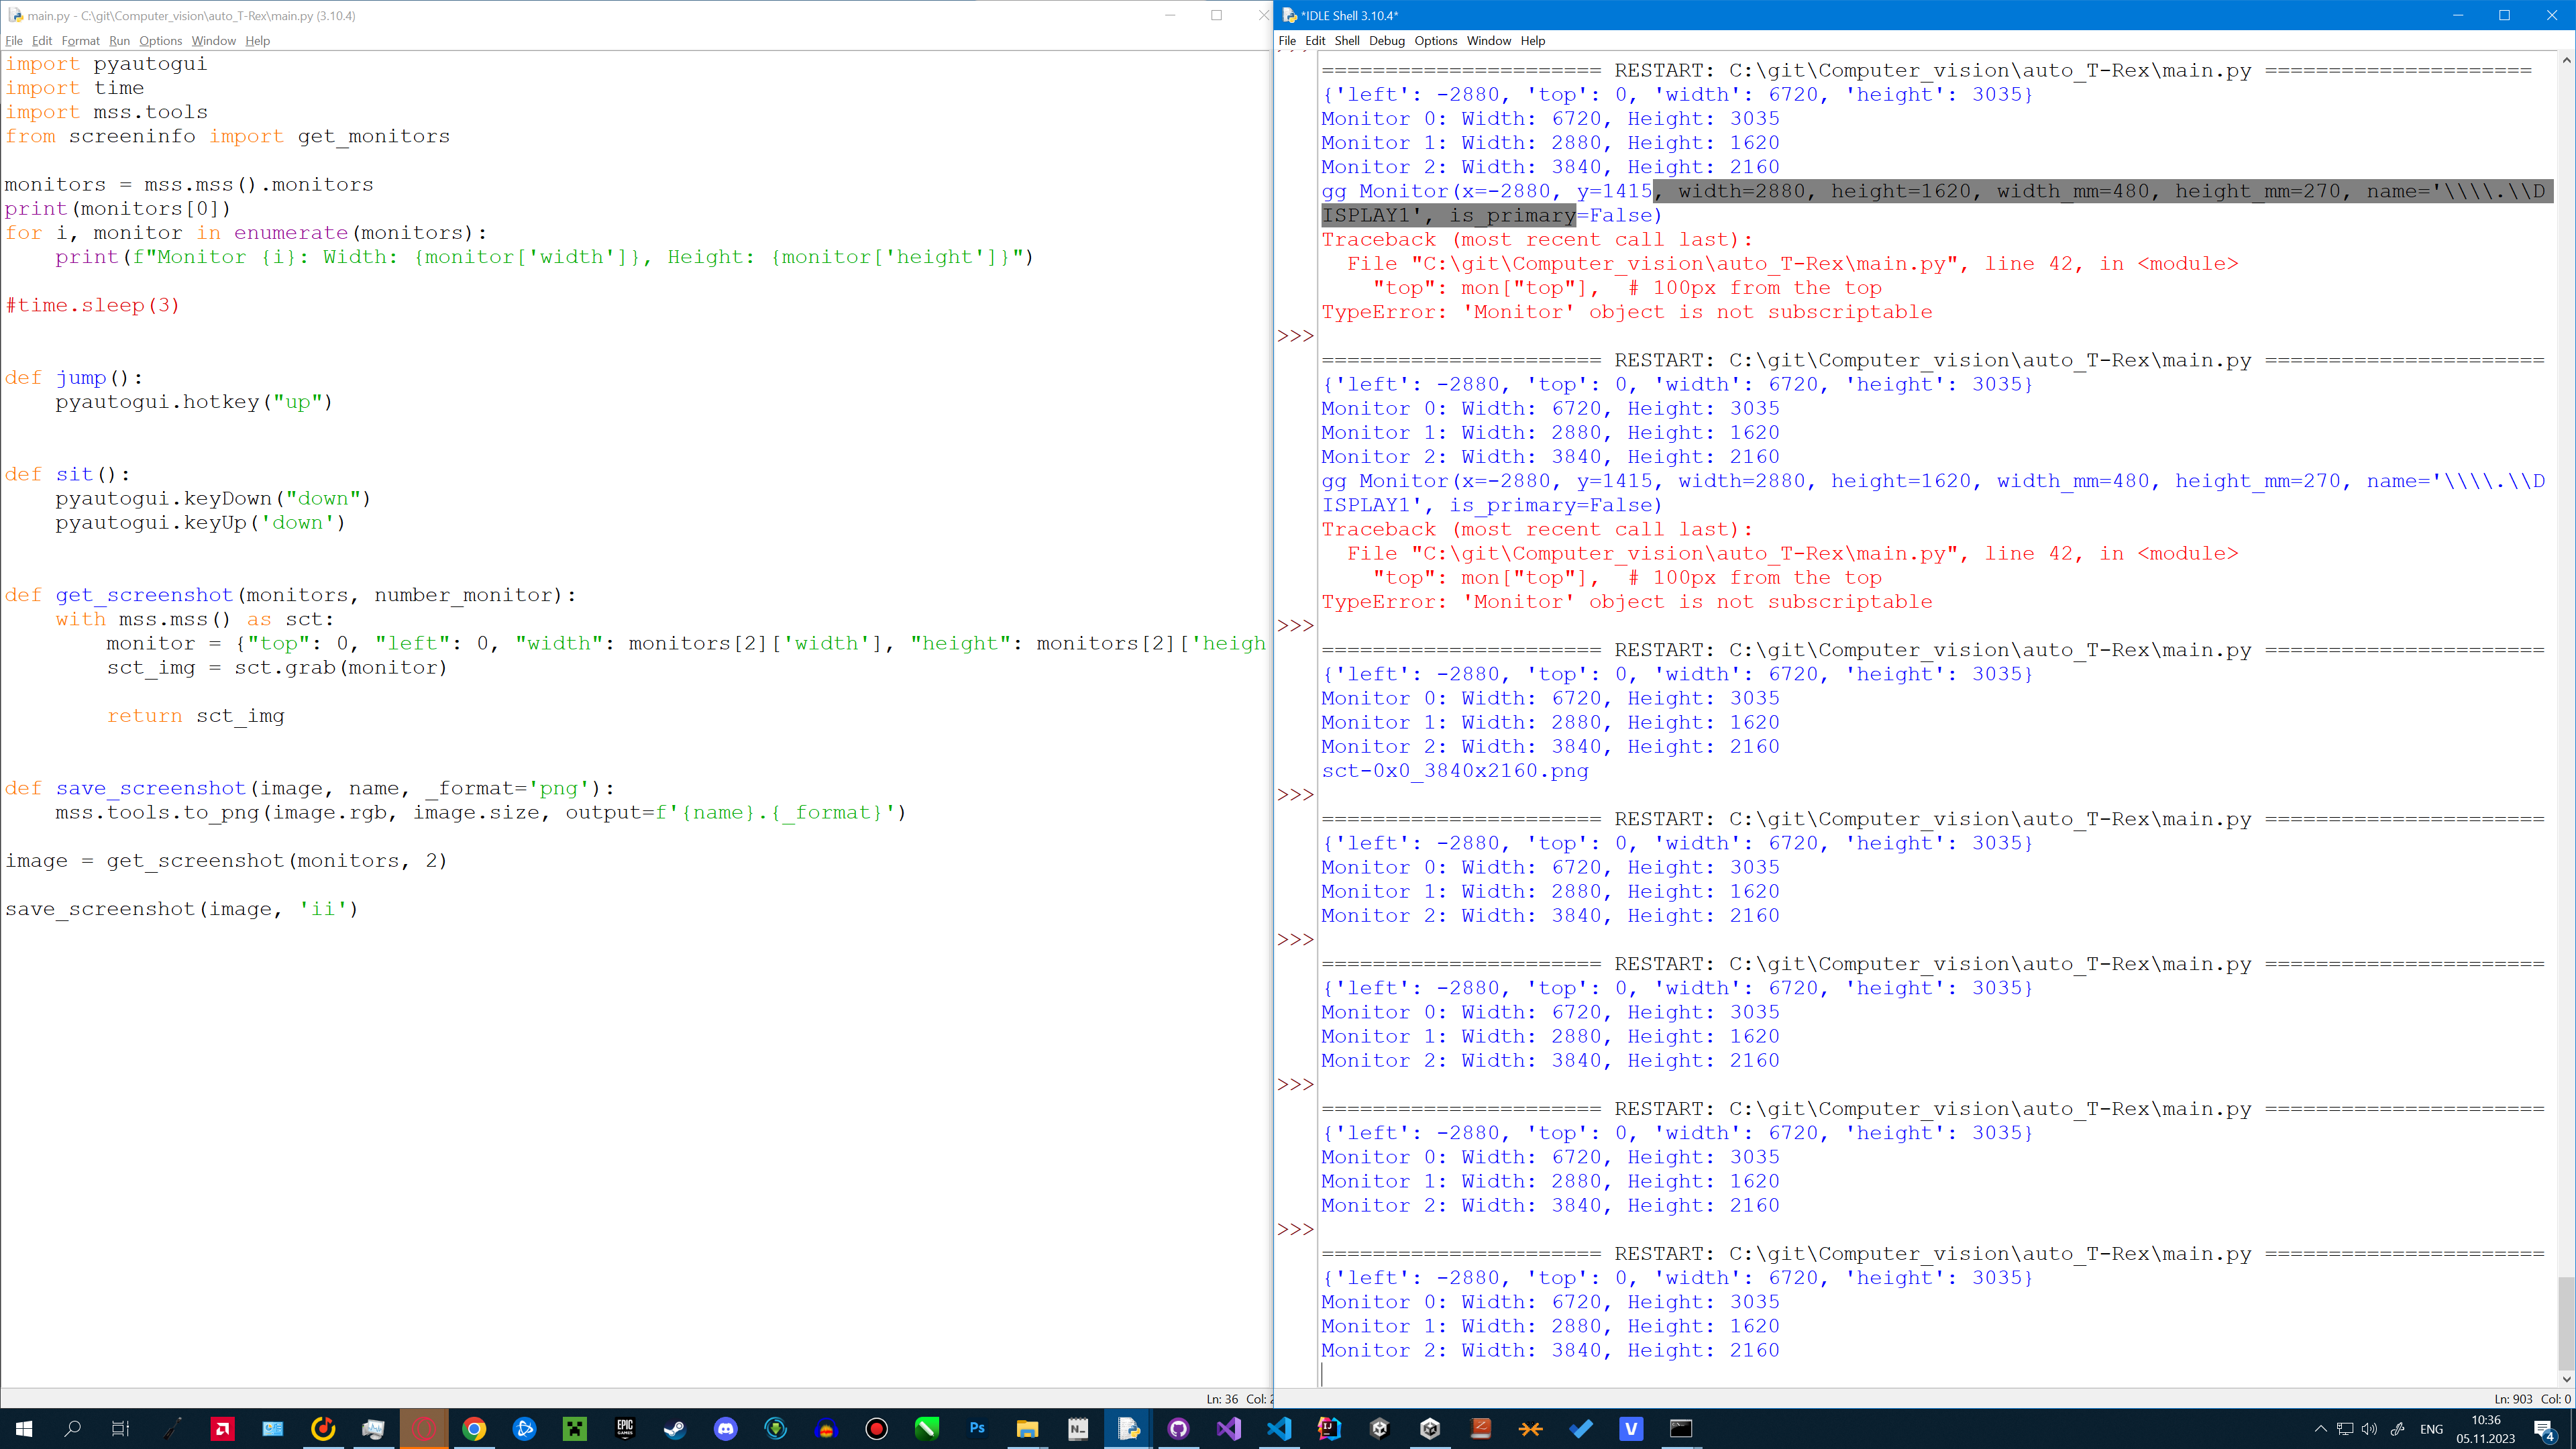 main.py - C:\git\Computer_vision\auto_T-Rex\main.py (3.10.4)
File Edit Format Run Options Window Help
import pyautogui
import time
import mss.tools
from screeninfo import get_monitors
monitors = mss.mss().monitors
print(monitors[0])
for i, monitor in enumerate(monitors):
    print(f"Monitor {i}: Width: {monitor['width']}, Height: {monitor['height']}")
#time.sleep(3)
def jump():
    pyautogui.hotkey("up")
def sit():
    pyautogui.keyDown("down")
    pyautogui.keyUp('down')
def get_screenshot(monitors, number_monitor):
    with mss.mss() as sct:
        monitor = {"top": 0, "left": 0, "width": monitors[2]['width'], "height": monitors[2]['heigh
        sct_img = sct.grab(monitor)
        return sct_img
def save_screenshot(image, name, _format='png'):
    mss.tools.to_png(image.rgb, image.size, output=f'{name}.{_format}')
image = get_screenshot(monitors, 2)
save_screenshot(image, 'ii')
Ln: 36 Col:
*IDLE Shell 3.10.4*
File Edit Shell Debug Options Window Help
====================== RESTART: C:\git\Computer_vision\auto_T-Rex\main.py =====================
{'left': -2880, 'top': 0, 'width': 6720, 'height': 3035}
Monitor 0: Width: 6720, Height: 3035
Monitor 1: Width: 2880, Height: 1620
Monitor 2: Width: 3840, Height: 2160
gg Monitor(x=-2880, y=1415, width=2880, height=1620, width_mm=480, height_mm=270, name='\\\\.\\D
ISPLAY1', is_primary=False)
Traceback (most recent call last):
  File "C:\git\Computer_vision\auto_T-Rex\main.py", line 42, in <module>
    "top": mon["top"],  # 100px from the top
TypeError: 'Monitor' object is not subscriptable
>>>
====================== RESTART: C:\git\Computer_vision\auto_T-Rex\main.py ======================
{'left': -2880, 'top': 0, 'width': 6720, 'height': 3035}
Monitor 0: Width: 6720, Height: 3035
Monitor 1: Width: 2880, Height: 1620
Monitor 2: Width: 3840, Height: 2160
gg Monitor(x=-2880, y=1415, width=2880, height=1620, width_mm=480, height_mm=270, name='\\\\.\\D
ISPLAY1', is_primary=False)
Traceback (most recent call last):
  File "C:\git\Computer_vision\auto_T-Rex\main.py", line 42, in <module>
    "top": mon["top"],  # 100px from the top
TypeError: 'Monitor' object is not subscriptable
>>>
====================== RESTART: C:\git\Computer_vision\auto_T-Rex\main.py ======================
{'left': -2880, 'top': 0, 'width': 6720, 'height': 3035}
Monitor 0: Width: 6720, Height: 3035
Monitor 1: Width: 2880, Height: 1620
Monitor 2: Width: 3840, Height: 2160
sct-0x0_3840x2160.png
>>>
====================== RESTART: C:\git\Computer_vision\auto_T-Rex\main.py ======================
{'left': -2880, 'top': 0, 'width': 6720, 'height': 3035}
Monitor 0: Width: 6720, Height: 3035
Monitor 1: Width: 2880, Height: 1620
Monitor 2: Width: 3840, Height: 2160
>>>
====================== RESTART: C:\git\Computer_vision\auto_T-Rex\main.py ======================
{'left': -2880, 'top': 0, 'width': 6720, 'height': 3035}
Monitor 0: Width: 6720, Height: 3035
Monitor 1: Width: 2880, Height: 1620
Monitor 2: Width: 3840, Height: 2160
>>>
====================== RESTART: C:\git\Computer_vision\auto_T-Rex\main.py ======================
{'left': -2880, 'top': 0, 'width': 6720, 'height': 3035}
Monitor 0: Width: 6720, Height: 3035
Monitor 1: Width: 2880, Height: 1620
Monitor 2: Width: 3840, Height: 2160
>>>
====================== RESTART: C:\git\Computer_vision\auto_T-Rex\main.py ======================
{'left': -2880, 'top': 0, 'width': 6720, 'height': 3035}
Monitor 0: Width: 6720, Height: 3035
Monitor 1: Width: 2880, Height: 1620
Monitor 2: Width: 3840, Height: 2160
Ln: 903 Col: 0
EPIC GAMES
Ps
N
V
ENG
10:36
05.11.2023
4